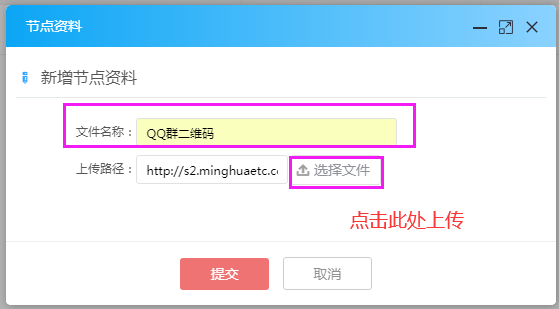 节点资料
新增节点资料
文件名称：
QQ群二维码
上传路径：
http://s2.minghuaetc.c
选择文件
点击此处上传
提交
取消